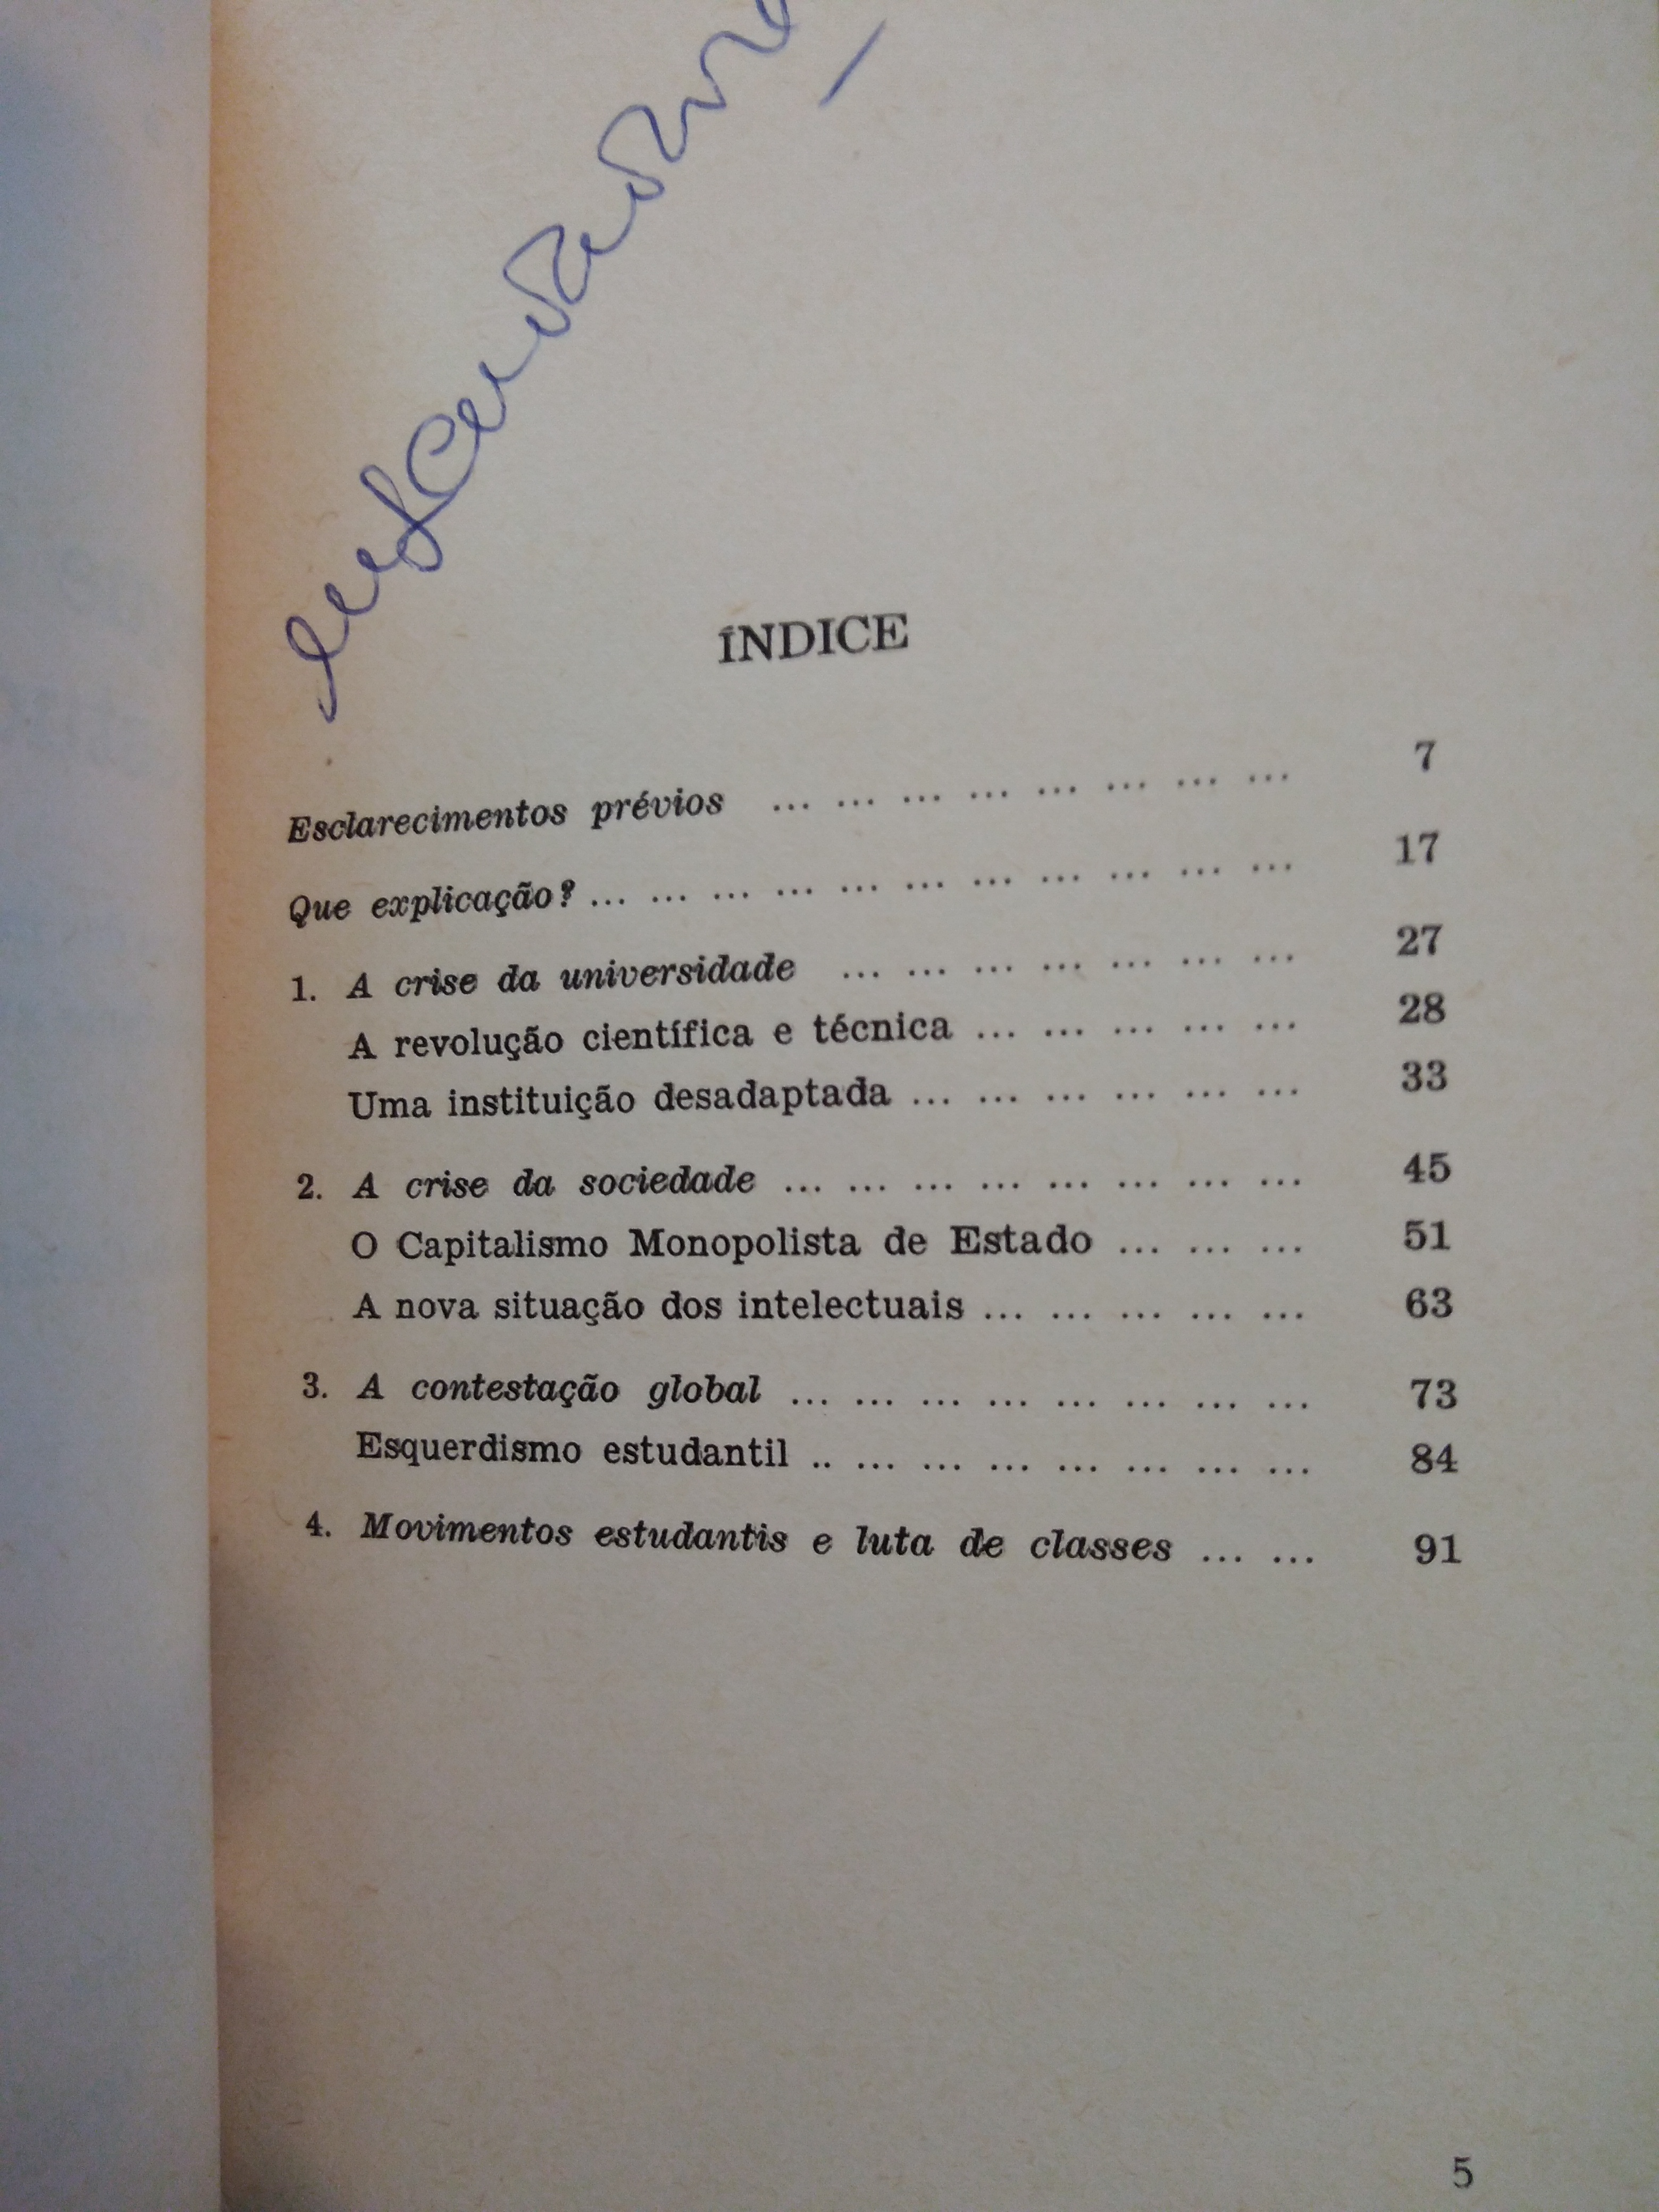 ÍNDICE
Esclarecimentos prévios ... ... ... ... ... ... ... ... 7
Que explicação? ... ... ... ... ... ... ... ... ... ... ... 17
1. A crise da universidade ... ... ... ... ... ... ... 27
A revolução científica e técnica ... ... ... ... ... 28
Uma instituição desadaptada ... ... ... ... ... ... 33
2. A crise da sociedade ... ... ... ... ... ... ... ... 45
O Capitalismo Monopolista de Estado ... ... ... 51
A nova situação dos intelectuais ... ... ... ... ... 63
3. A contestação global ... ... ... ... ... ... ... ... 73
Esquerdismo estudantil .. ... ... ... ... ... ... ... 84
4. Movimentos estudantis e luta de classes ... ... 91
5